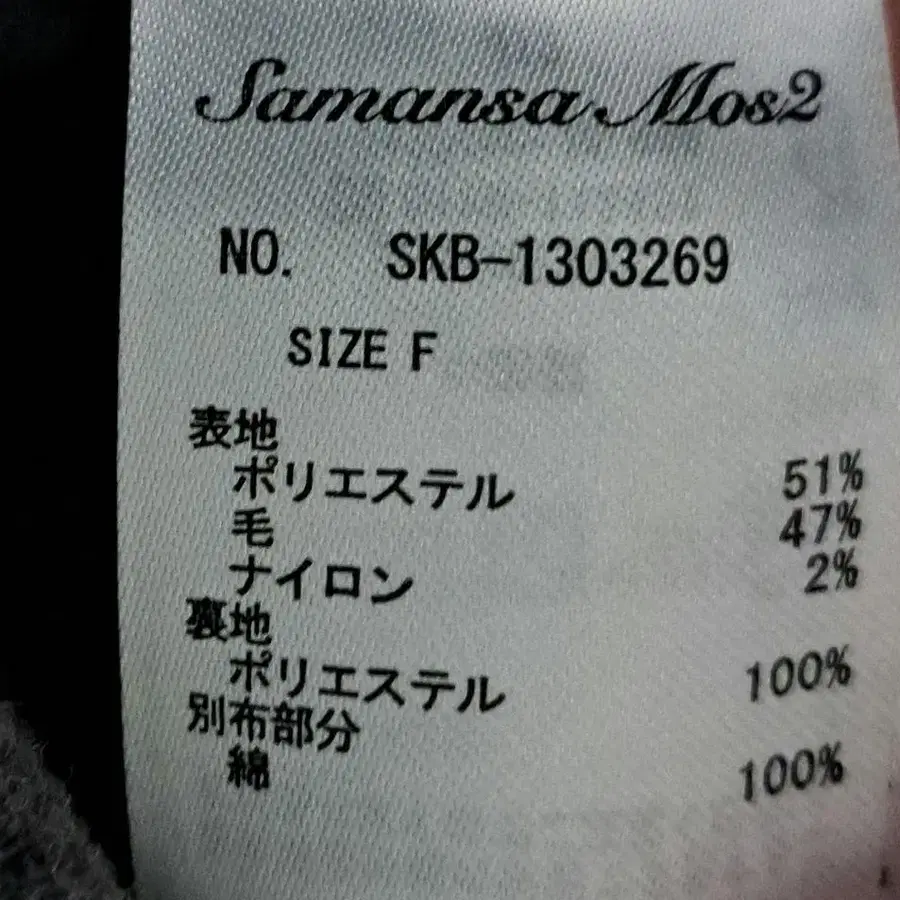 Samansa Mos2
NO. SKB-1303269
SIZE F
表地
ポリエステル 51%
毛 47%
ナイロン 2%
裏地
ポリエステル 100%
別布部分
綿 100%